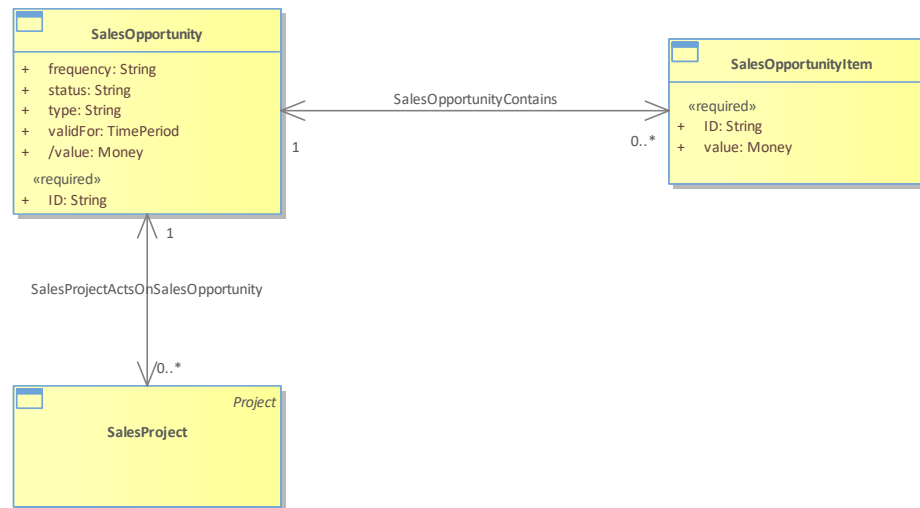 SalesOpportunity
+ frequency: String
+ status: String
+ type: String
+ validFor: TimePeriod
+ /value: Money
«required»
+ ID: String
SalesOpportunityItem
«required»
+ ID: String
+ value: Money
SalesOpportunityContains
1
0..*
1
SalesProjectActsOnSalesOpportunity
0..*
Project
SalesProject